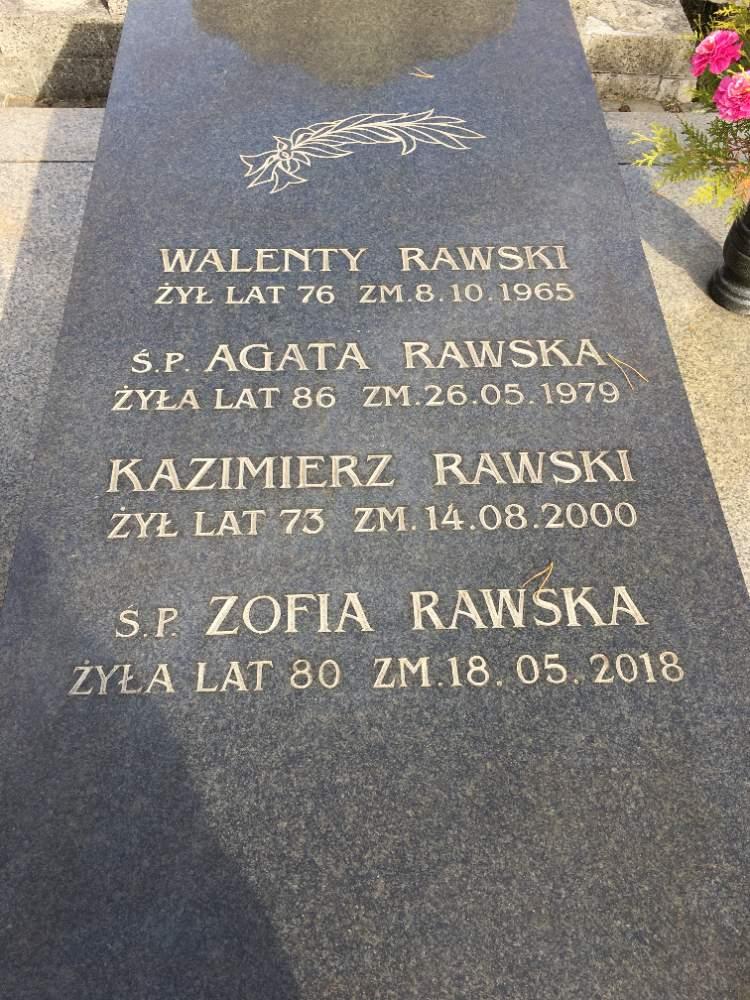 WALENTY RAWSKI
ŻYŁ LAT 76 ZM.8.10.1965
Ś.P. AGATA RAWSKA
ŻYŁA LAT 86 ZM.26.05.1979
KAZIMIERZ RAWSKI
ŻYŁ LAT 73 ZM.14.08.2000
Ś.P. ZOFIA RAWSKA
ŻYŁA LAT 80 ZM.18.05.2018